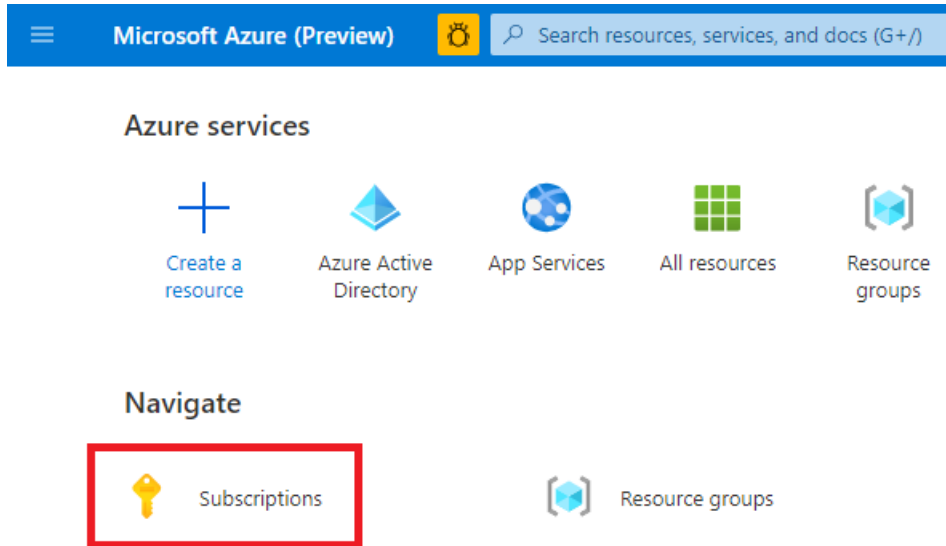 Microsoft Azure (Preview)
Search resources, services, and docs (G+/)
Azure services
Create a
resource
Azure Active
Directory
App Services
All resources
Resource
groups
Navigate
Subscriptions
Resource groups